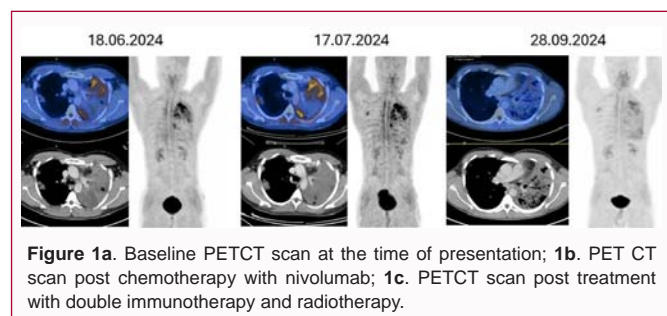 18.06.2024 17.07.2024 28.09.2024
Figure 1a. Baseline PETCT scan at the time of presentation; 1b. PET CT
scan post chemotherapy with nivolumab; 1c. PETCT scan post treatment
with double immunotherapy and radiotherapy.